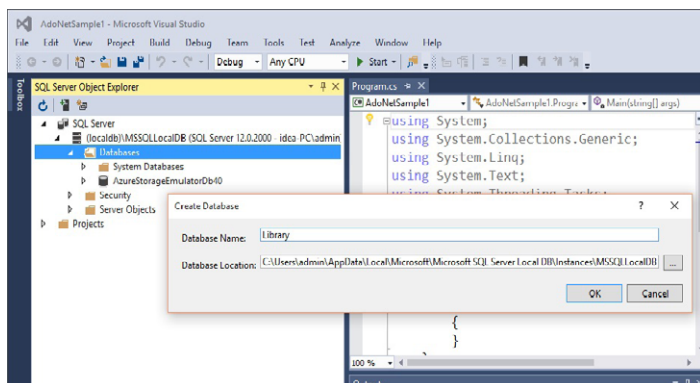 AdoNetSample1 - Microsoft Visual Studio
File Edit View Project Build Debug Team Tools Test Analyze Window Help
Debug Any CPU Start
Toolbox
SQL Server Object Explorer
Program.cs
AdoNetSample1 AdoNetSample1.Progra Main(string[] args)
SQL Server
(localdb)\MSSQLLocalDB (SQL Server 12.0.2000 - idea-PC\admin
Databases
System Databases
AzureStorageEmulatorDb40
Security
Server Objects
Projects
using System;
using System.Collections.Generic;
using System.Linq;
using System.Text;
using System.Threading.Tasks;
Create Database
Database Name: Library
Database Location: C:\Users\admin\AppData\Local\Microsoft\Microsoft SQL Server Local DB\Instances\MSSQLLocalDB ...
OK Cancel
{
}
100 %